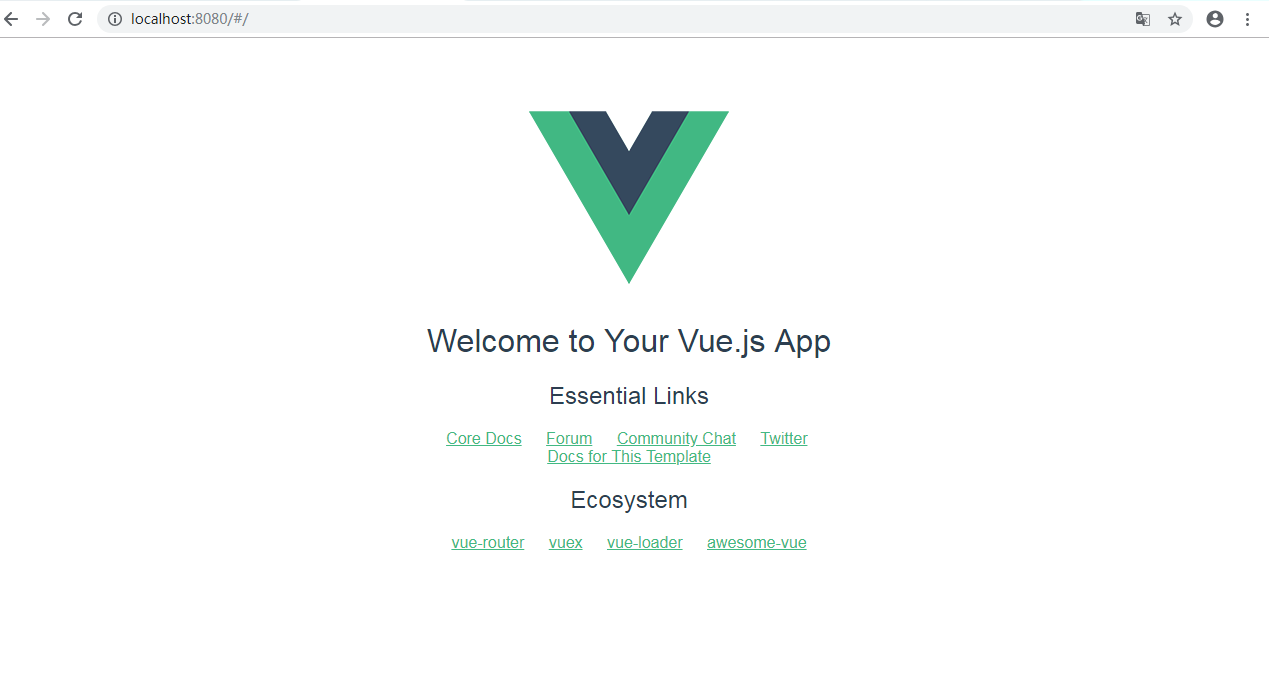 localhost:8080/#/
Welcome to Your Vue.js App
Essential Links
Core Docs Forum Community Chat Twitter
Docs for This Template
Ecosystem
vue-router vuex vue-loader awesome-vue